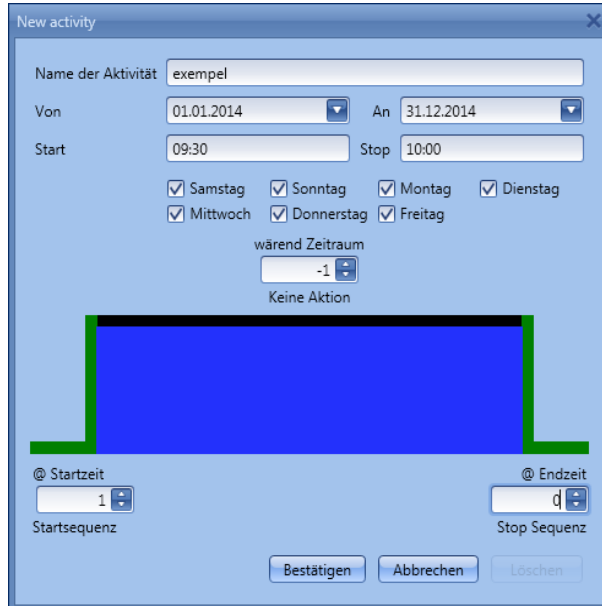 New activity
Name der Aktivität exempel
Von 01.01.2014 An 31.12.2014
Start 09:30 Stop 10:00
Samstag Sonntag Montag Dienstag
Mittwoch Donnerstag Freitag
wärend Zeitraum
-1
Keine Aktion
@ Startzeit @ Endzeit
1 0
Startsequenz Stop Sequenz
Bestätigen Abbrechen Löschen